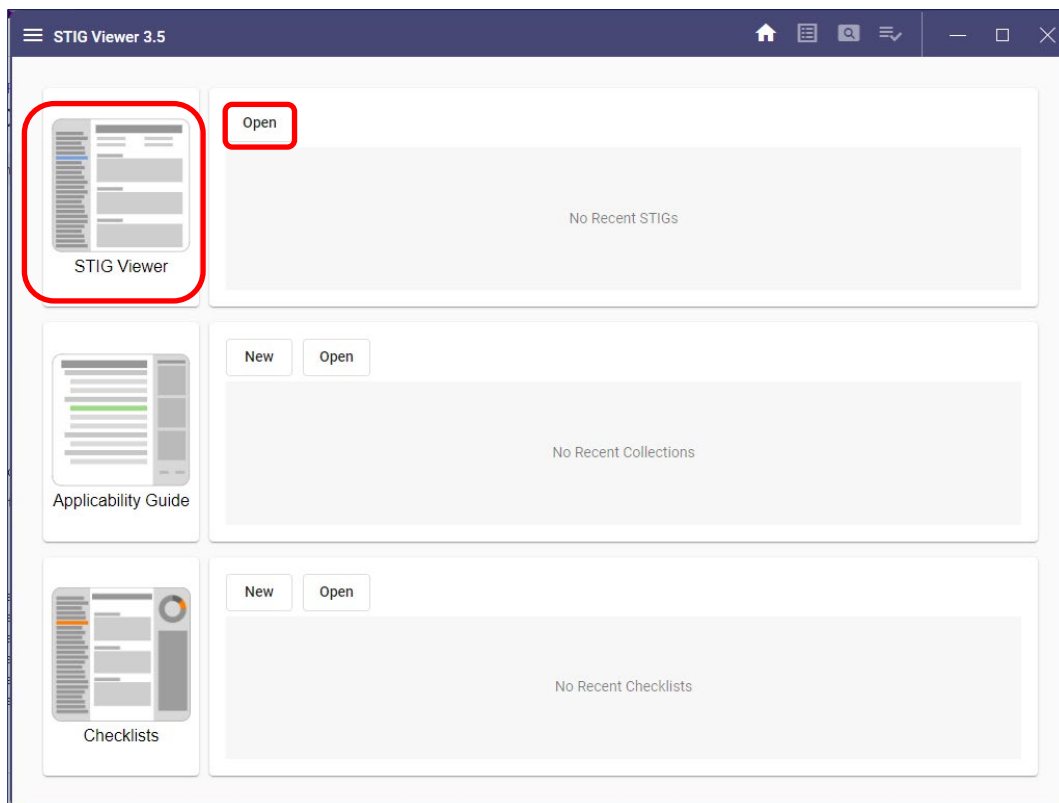 STIG Viewer 3.5
Open
No Recent STIGs
STIG Viewer
New Open
No Recent Collections
Applicability Guide
New Open
No Recent Checklists
Checklists